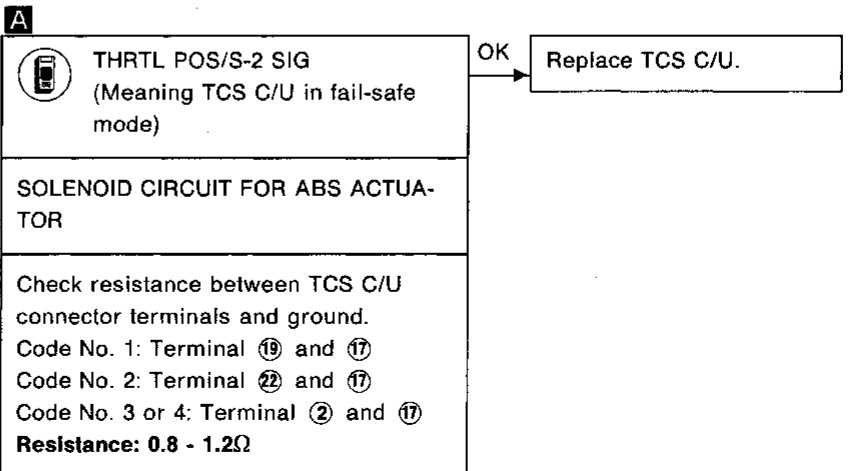 A
THRTL POS/S-2 SIG
(Meaning TCS C/U in fail-safe
mode)
OK
Replace TCS C/U.
SOLENOID CIRCUIT FOR ABS ACTUA-
TOR
Check resistance between TCS C/U
connector terminals and ground.
Code No. 1: Terminal ⑲ and ⑰
Code No. 2: Terminal ㉒ and ⑰
Code No. 3 or 4: Terminal ② and ⑰
Resistance: 0.8 - 1.2Ω